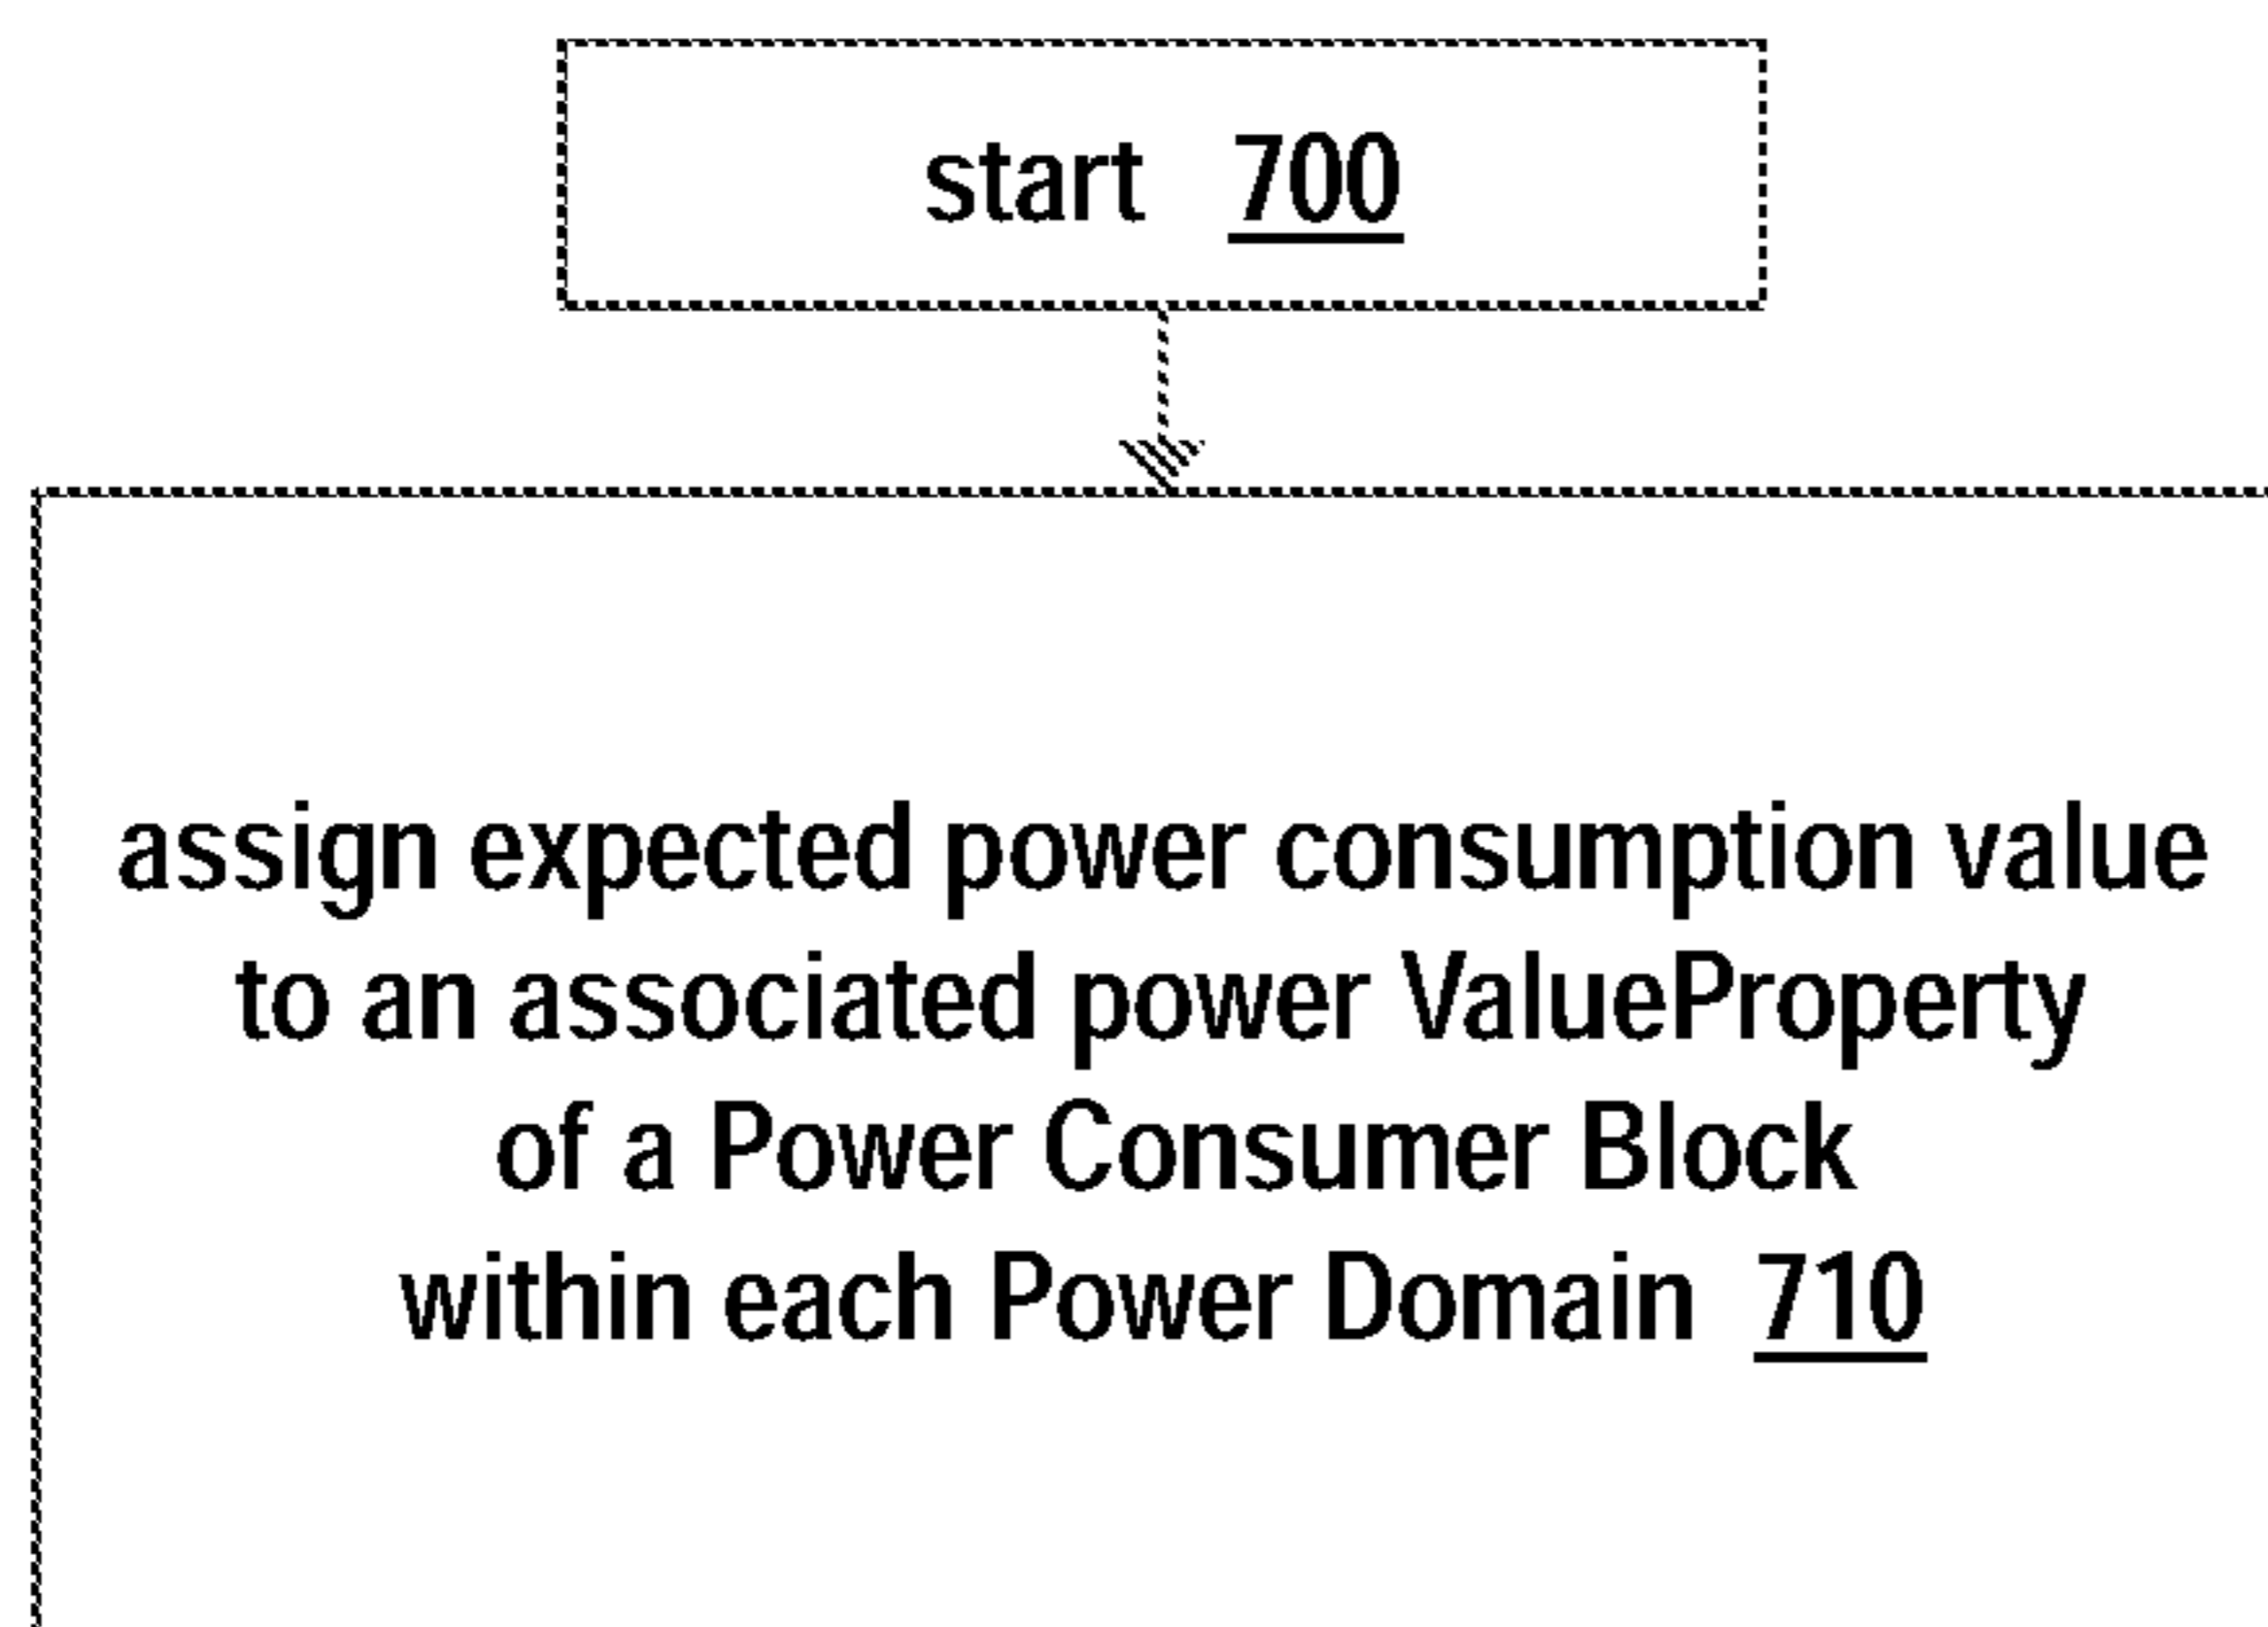 start 700
assign expected power consumption value
to an associated power ValueProperty
of a Power Consumer Block
within each Power Domain 710